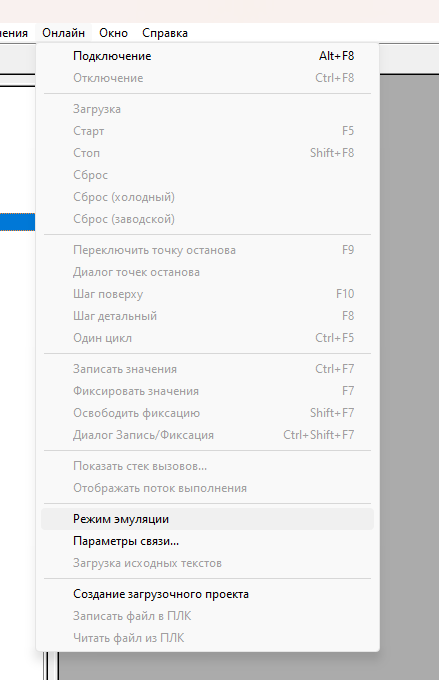 ения Онлайн Окно Справка
Подключение Alt+F8
Отключение Ctrl+F8
Загрузка
Старт F5
Стоп Shift+F8
Сброс
Сброс (холодный)
Сброс (заводской)
Переключить точку останова F9
Диалог точек останова
Шаг поверху F10
Шаг детальный F8
Один цикл Ctrl+F5
Записать значения Ctrl+F7
Фиксировать значения F7
Освободить фиксацию Shift+F7
Диалог Запись/Фиксация Ctrl+Shift+F7
Показать стек вызовов...
Отображать поток выполнения
Режим эмуляции
Параметры связи...
Загрузка исходных текстов
Создание загрузочного проекта
Записать файл в ПЛК
Читать файл из ПЛК